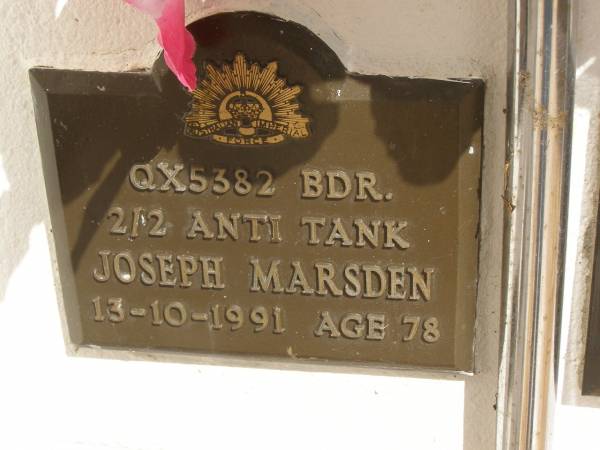 AUSTRALIAN IMPERIAL
FORCE
QX5382 BDR.
2/2 ANTI TANK
JOSEPH MARSDEN
13-10-1991 AGE 78